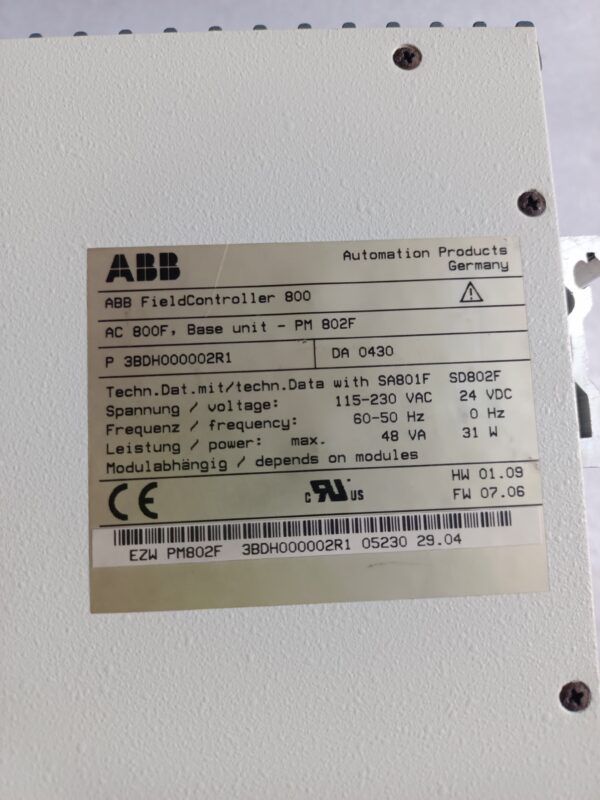 ABB
Automation Products
Germany
ABB FieldController 800
AC 800F, Base unit - PM 802F
P 3BDH000002R1
DA 0430
Techn.Dat.mit/techn.Data with SA801F SD802F
Spannung / voltage: 115-230 VAC 24 VDC
Frequenz / frequency: 60-50 Hz 0 Hz
Leistung / power: max. 48 VA 31 W
Modulabhängig / depends on modules
HW 01.09
CE c RU US
FW 07.06
EZW PM802F 3BDH000002R1 05230 29.04